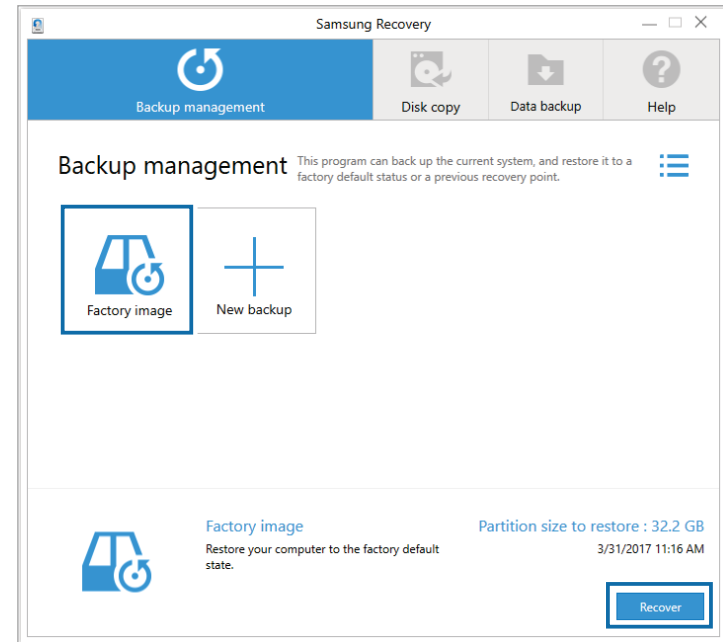 Samsung Recovery
Backup management
Disk copy
Data backup
Help
Backup management
This program can back up the current system, and restore it to a
factory default status or a previous recovery point.
Factory image
New backup
Factory image
Restore your computer to the factory default
state.
Partition size to restore : 32.2 GB
3/31/2017 11:16 AM
Recover